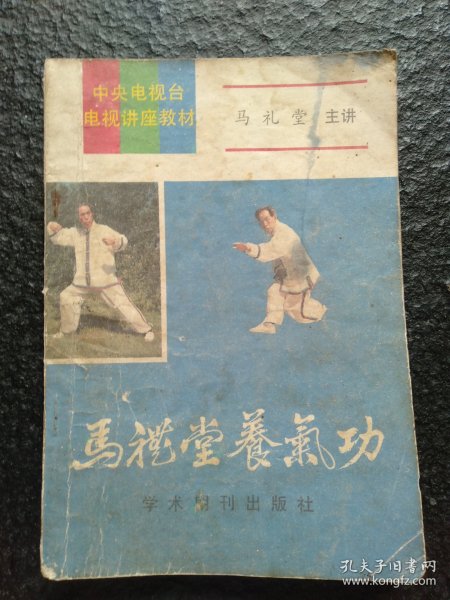 中央电视台
电视讲座教材
马礼堂 主讲
馬禮堂養氣功
学术期刊出版社
孔夫子旧书网
www.kongfz.com